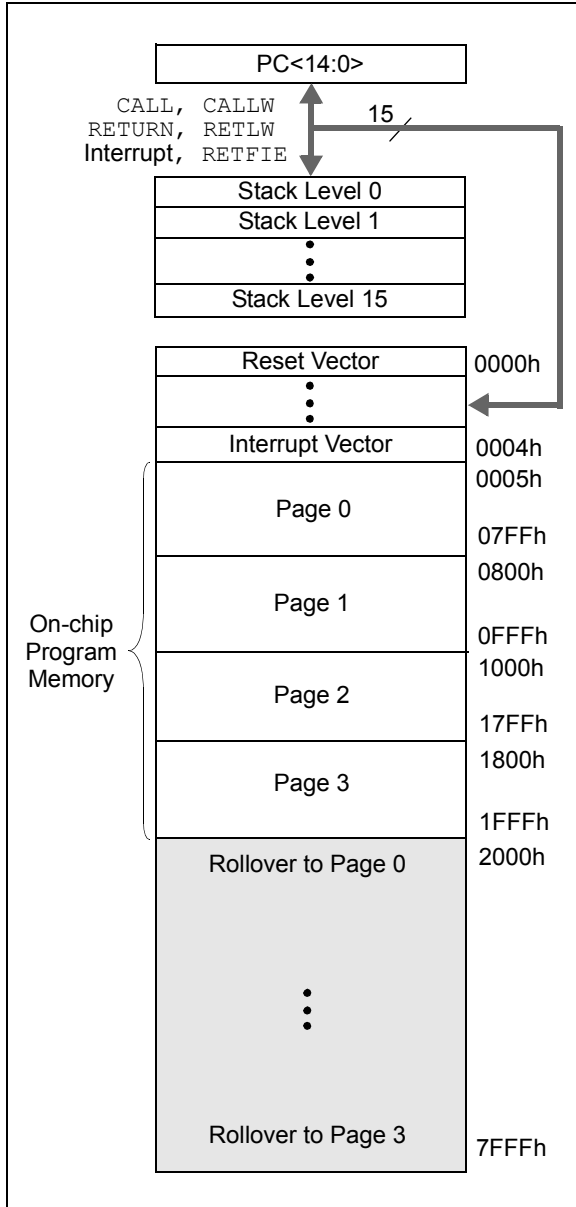 PC<14:0>
CALL, CALLW
RETURN, RETLW
Interrupt, RETFIE
15
Stack Level 0
Stack Level 1
Stack Level 15
Reset Vector
0000h
Interrupt Vector
0004h
0005h
Page 0
07FFh
0800h
Page 1
0FFFh
On-chip
Program
Memory
1000h
Page 2
17FFh
1800h
Page 3
1FFFh
Rollover to Page 0
2000h
Rollover to Page 3
7FFFh